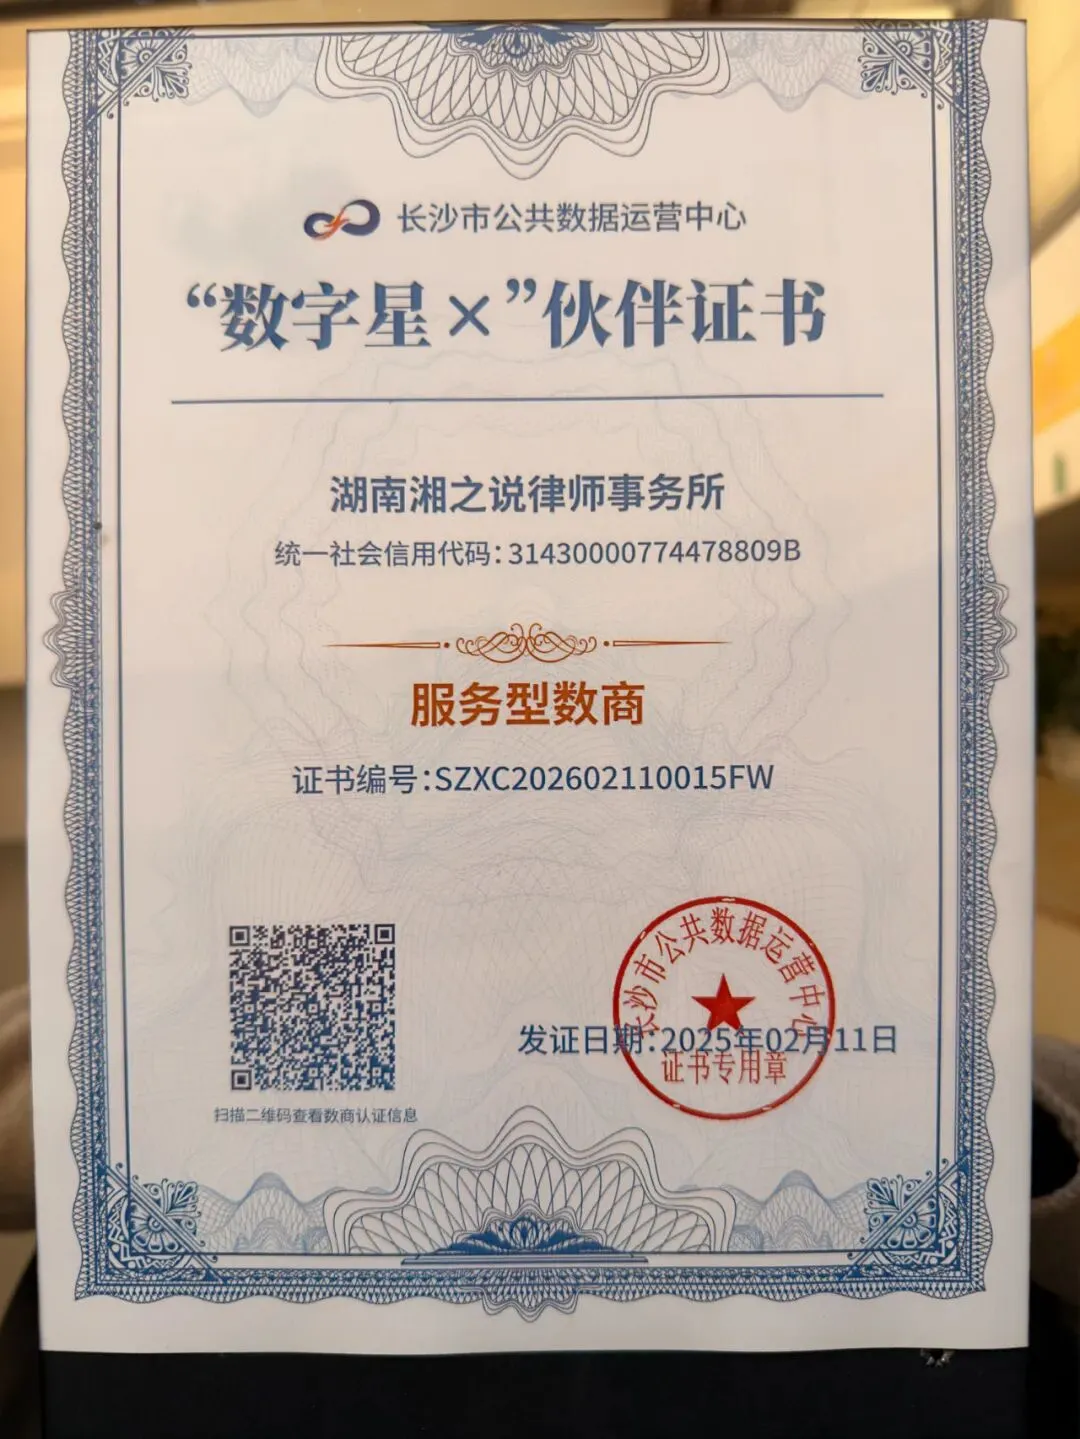 长沙市公共数据运营中心
“数字星×”伙伴证书
湖南湘之说律师事务所
统一社会信用代码：31430000774478809B
服务型数商
证书编号：SZXC202602110015FW
长沙市公共数据运营中心
发证日期：2025年02月11日
证书专用章
扫描二维码查看数商认证信息